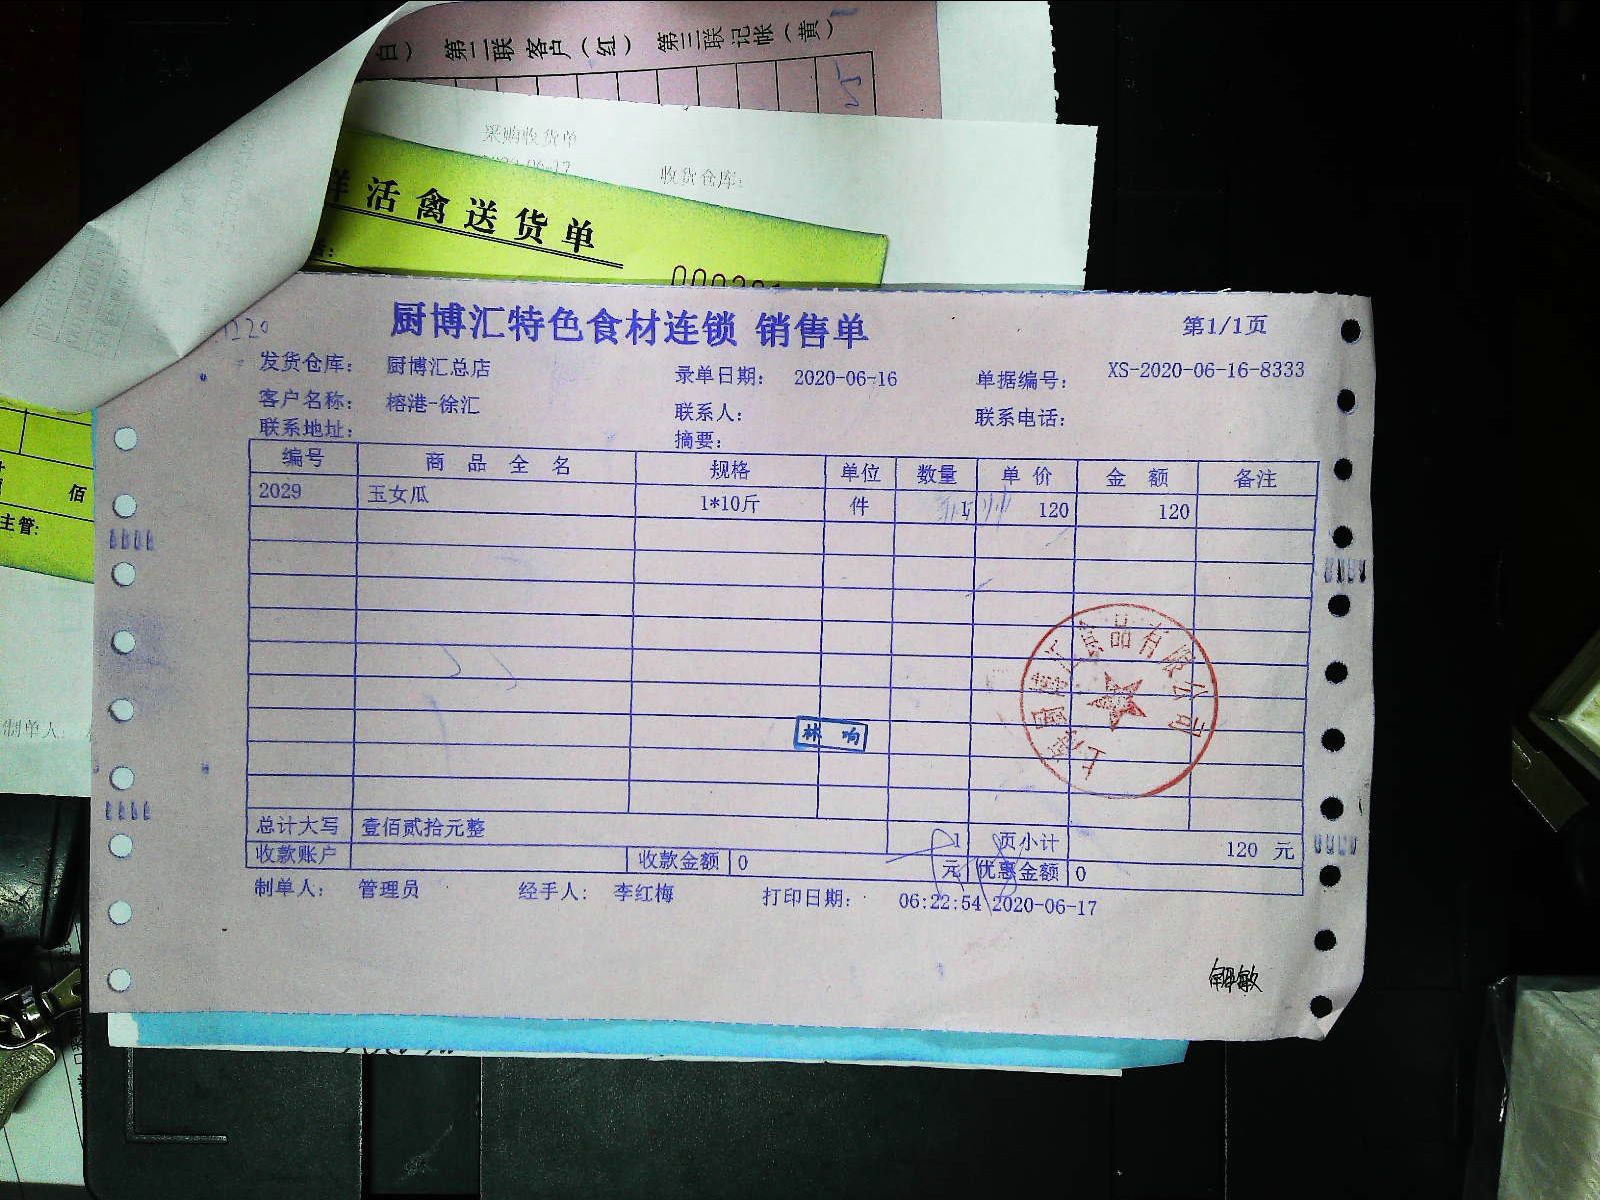 第二联 客户（红） 第三联 记帐（黄）
采购收货单
收货仓库：
活禽送货单
佰
主管：
制单人：
厨博汇特色食材连锁 销售单
第1/1页
发货仓库： 厨博汇总店 录单日期： 2020-06-16 单据编号： XS-2020-06-16-8333
客户名称： 榕港-徐汇 联系人： 联系电话：
联系地址： 摘要：
编号 商品全名 规格 单位 数量 单价 金额 备注
2029 玉女瓜 1*10斤 件 1 120 120
林响
总计大写 壹佰贰拾元整 1 页小计 120 元
收款账户 收款金额 0 元 优惠金额 0
制单人： 管理员 经手人： 李红梅 打印日期： 06:22:54 2020-06-17